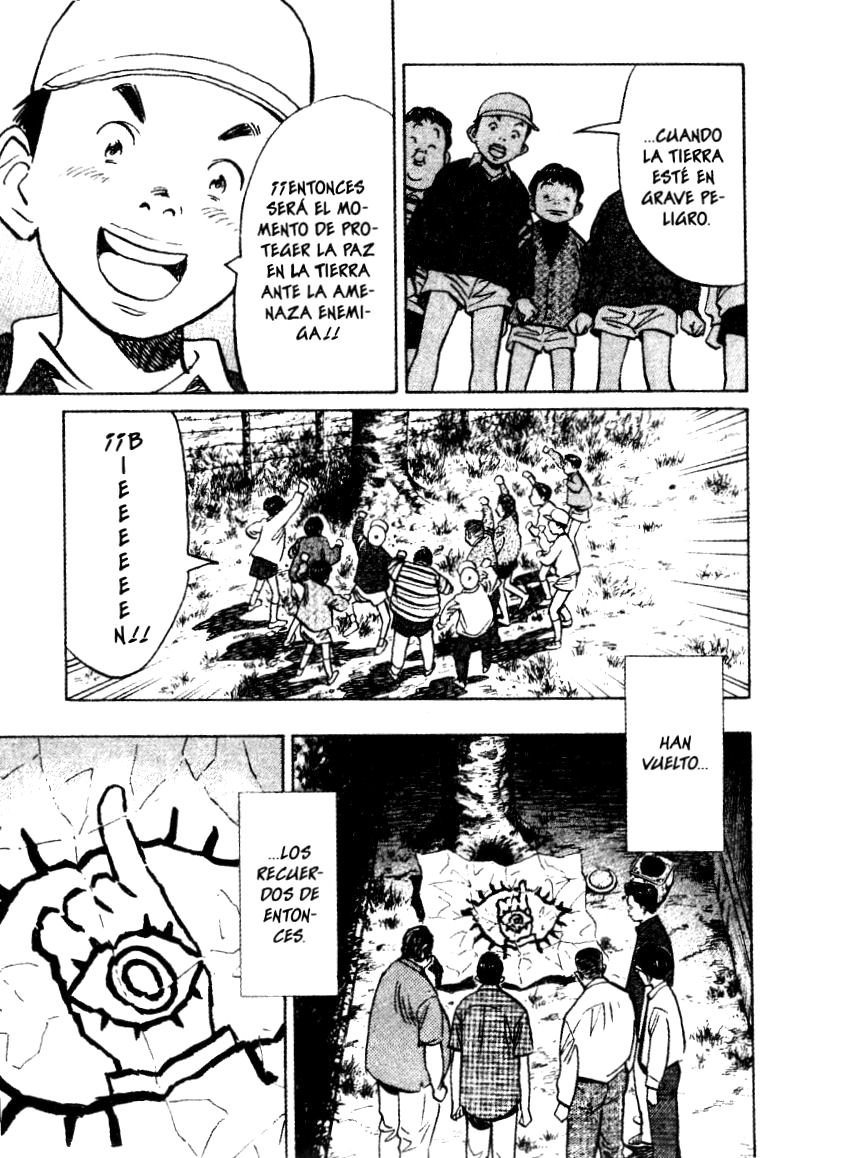 ...CUANDO
LA TIERRA
ESTÉ EN
GRAVE PE-
LIGRO.
¡¡ENTONCES
SERÁ EL MO-
MENTO DE PRO-
TEGER LA PAZ
EN LA TIERRA
ANTE LA AME-
NAZA ENEMI-
GA!!
¡¡B
I
E
E
E
E
E
E
N!!
HAN
VUELTO...
...LOS
RECUER-
DOS DE
ENTON-
CES.